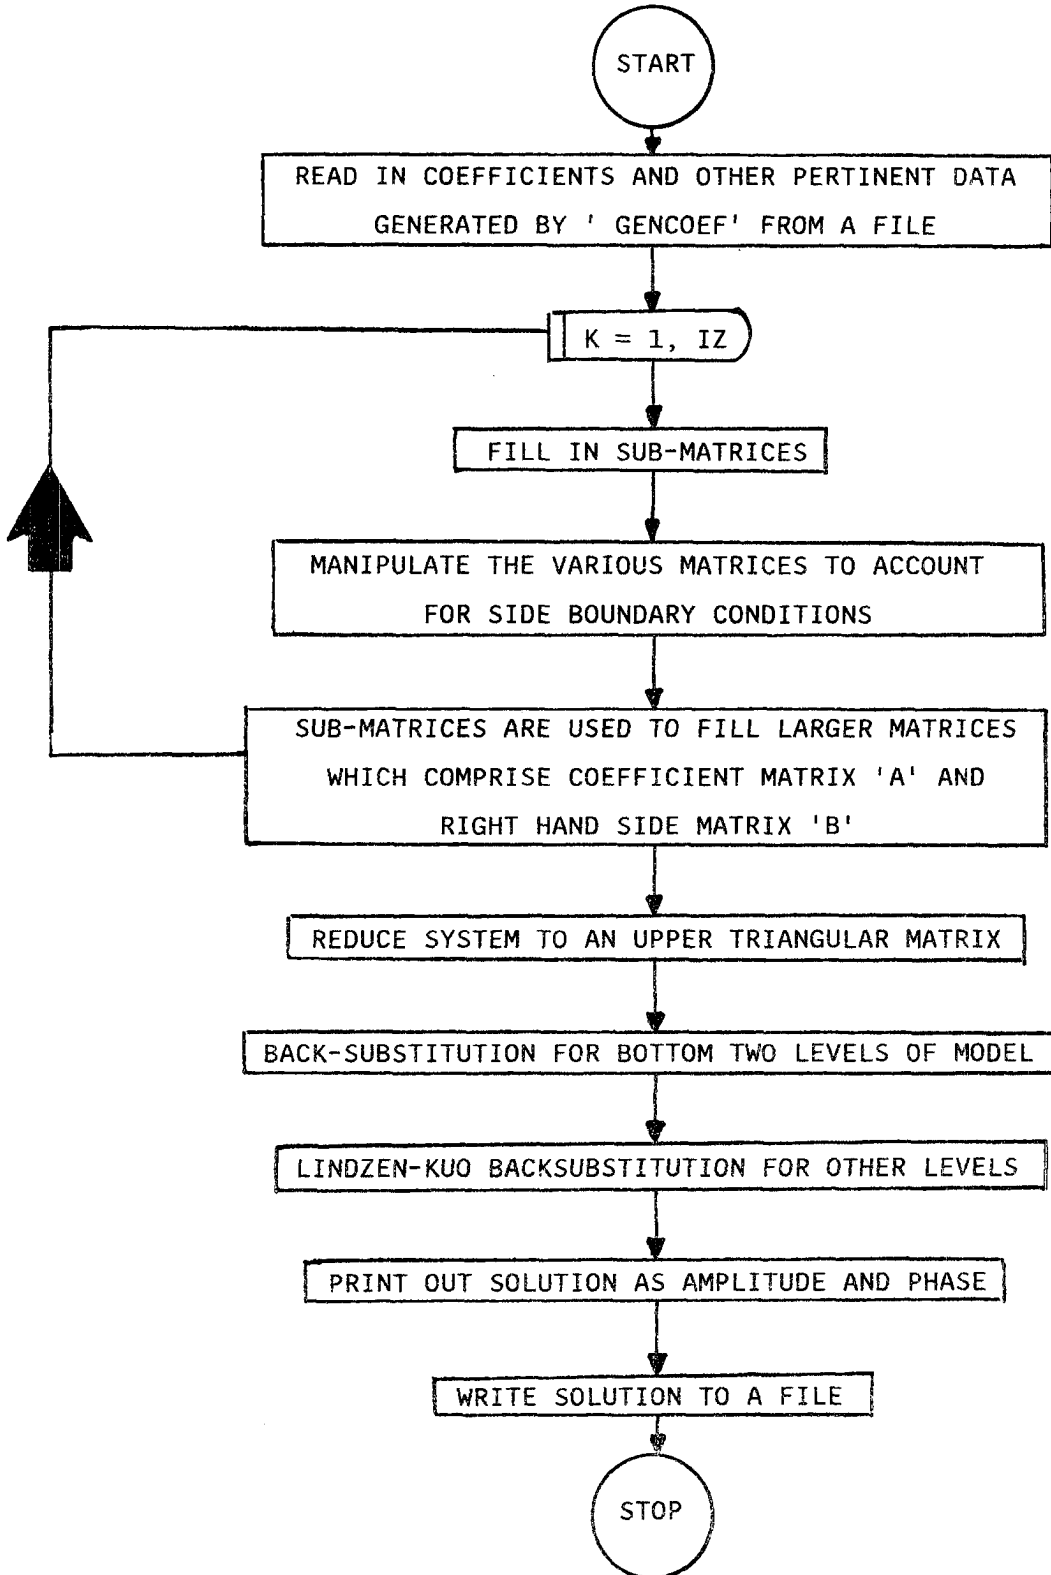 START
READ IN COEFFICIENTS AND OTHER PERTINENT DATA
GENERATED BY ' GENCOEF' FROM A FILE
K = 1, IZ
FILL IN SUB-MATRICES
MANIPULATE THE VARIOUS MATRICES TO ACCOUNT
FOR SIDE BOUNDARY CONDITIONS
SUB-MATRICES ARE USED TO FILL LARGER MATRICES
WHICH COMPRISE COEFFICIENT MATRIX 'A' AND
RIGHT HAND SIDE MATRIX 'B'
REDUCE SYSTEM TO AN UPPER TRIANGULAR MATRIX
BACK-SUBSTITUTION FOR BOTTOM TWO LEVELS OF MODEL
LINDZEN-KUO BACKSUBSTITUTION FOR OTHER LEVELS
PRINT OUT SOLUTION AS AMPLITUDE AND PHASE
WRITE SOLUTION TO A FILE
STOP